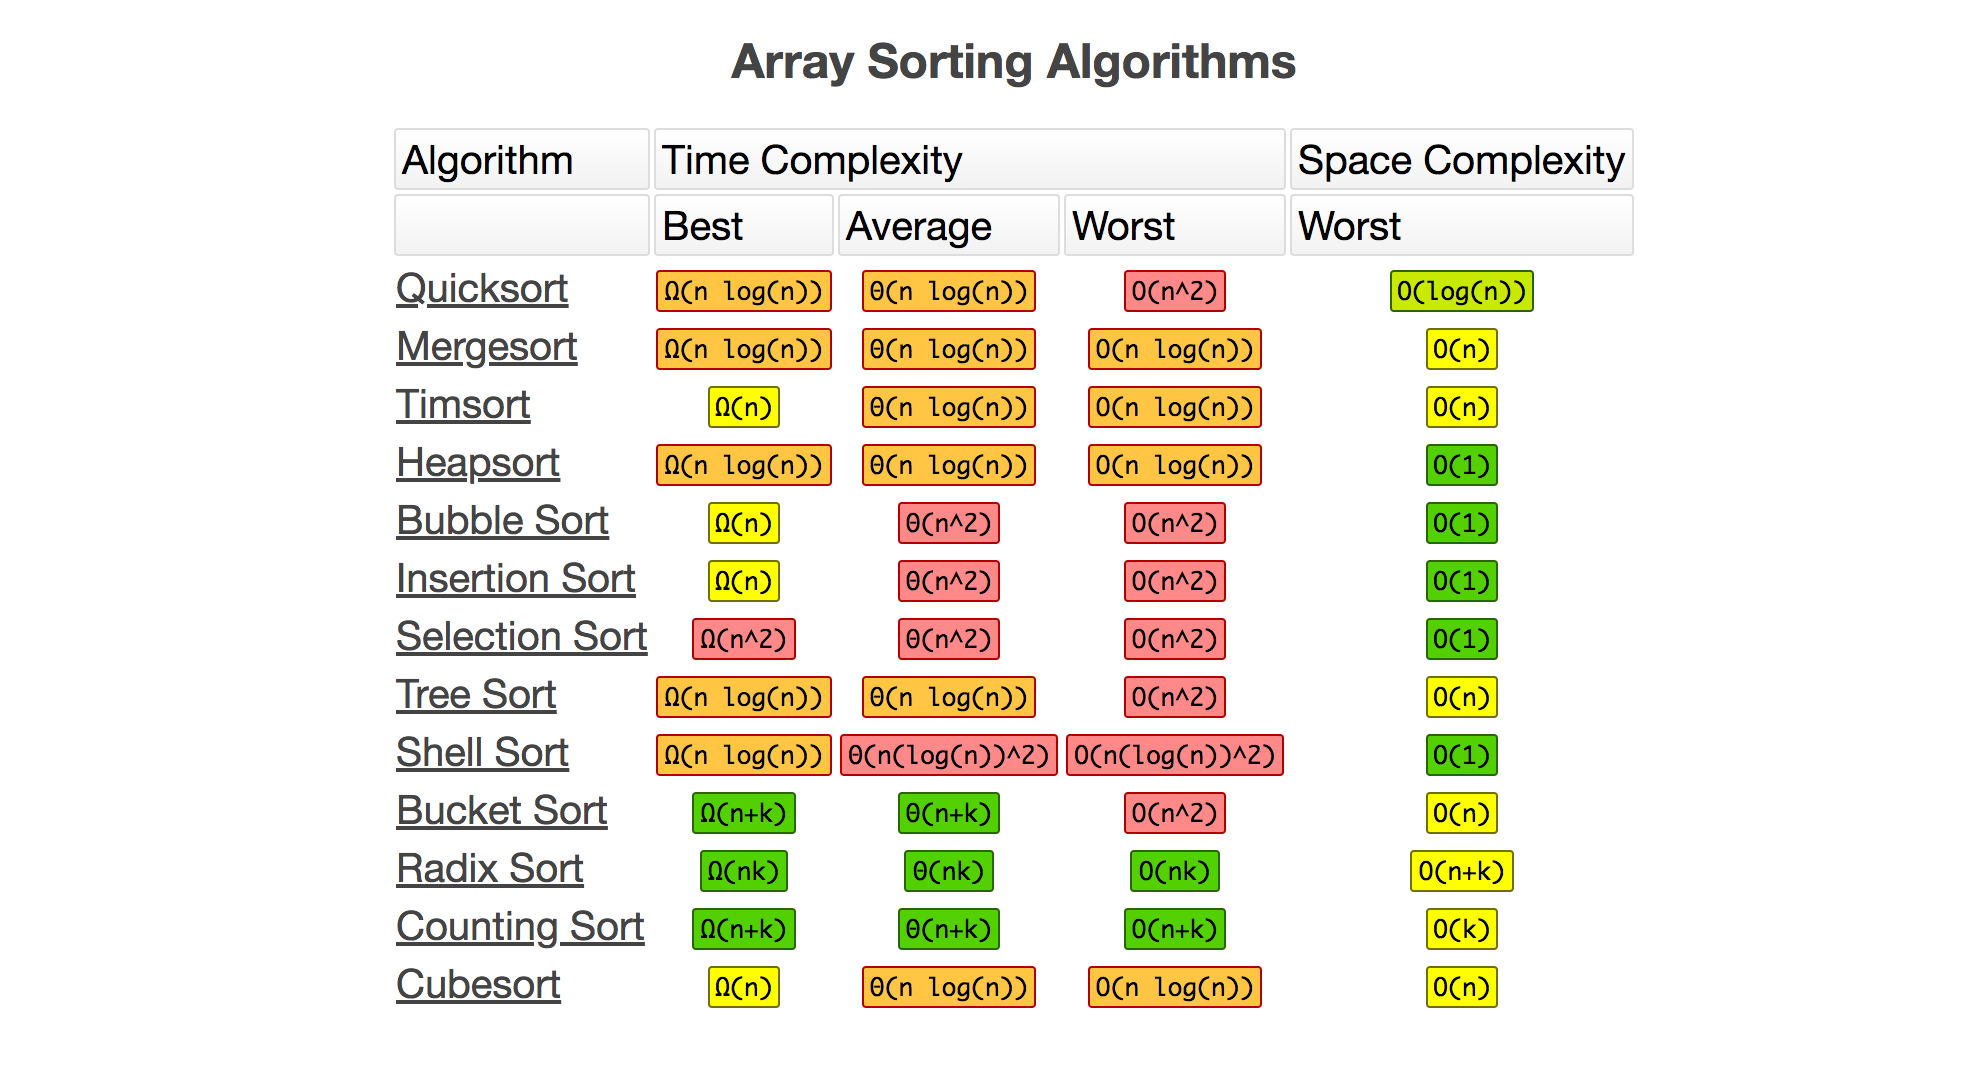 Array Sorting Algorithms
Algorithm Time Complexity Space Complexity
Best Average Worst Worst
Quicksort Ω(n log(n)) Θ(n log(n)) O(n^2) O(log(n))
Mergesort Ω(n log(n)) Θ(n log(n)) O(n log(n)) O(n)
Timsort Ω(n) Θ(n log(n)) O(n log(n)) O(n)
Heapsort Ω(n log(n)) Θ(n log(n)) O(n log(n)) O(1)
Bubble Sort Ω(n) Θ(n^2) O(n^2) O(1)
Insertion Sort Ω(n) Θ(n^2) O(n^2) O(1)
Selection Sort Ω(n^2) Θ(n^2) O(n^2) O(1)
Tree Sort Ω(n log(n)) Θ(n log(n)) O(n^2) O(n)
Shell Sort Ω(n log(n)) Θ(n(log(n))^2) O(n(log(n))^2) O(1)
Bucket Sort Ω(n+k) Θ(n+k) O(n^2) O(n)
Radix Sort Ω(nk) Θ(nk) O(nk) O(n+k)
Counting Sort Ω(n+k) Θ(n+k) O(n+k) O(k)
Cubesort Ω(n) Θ(n log(n)) O(n log(n)) O(n)